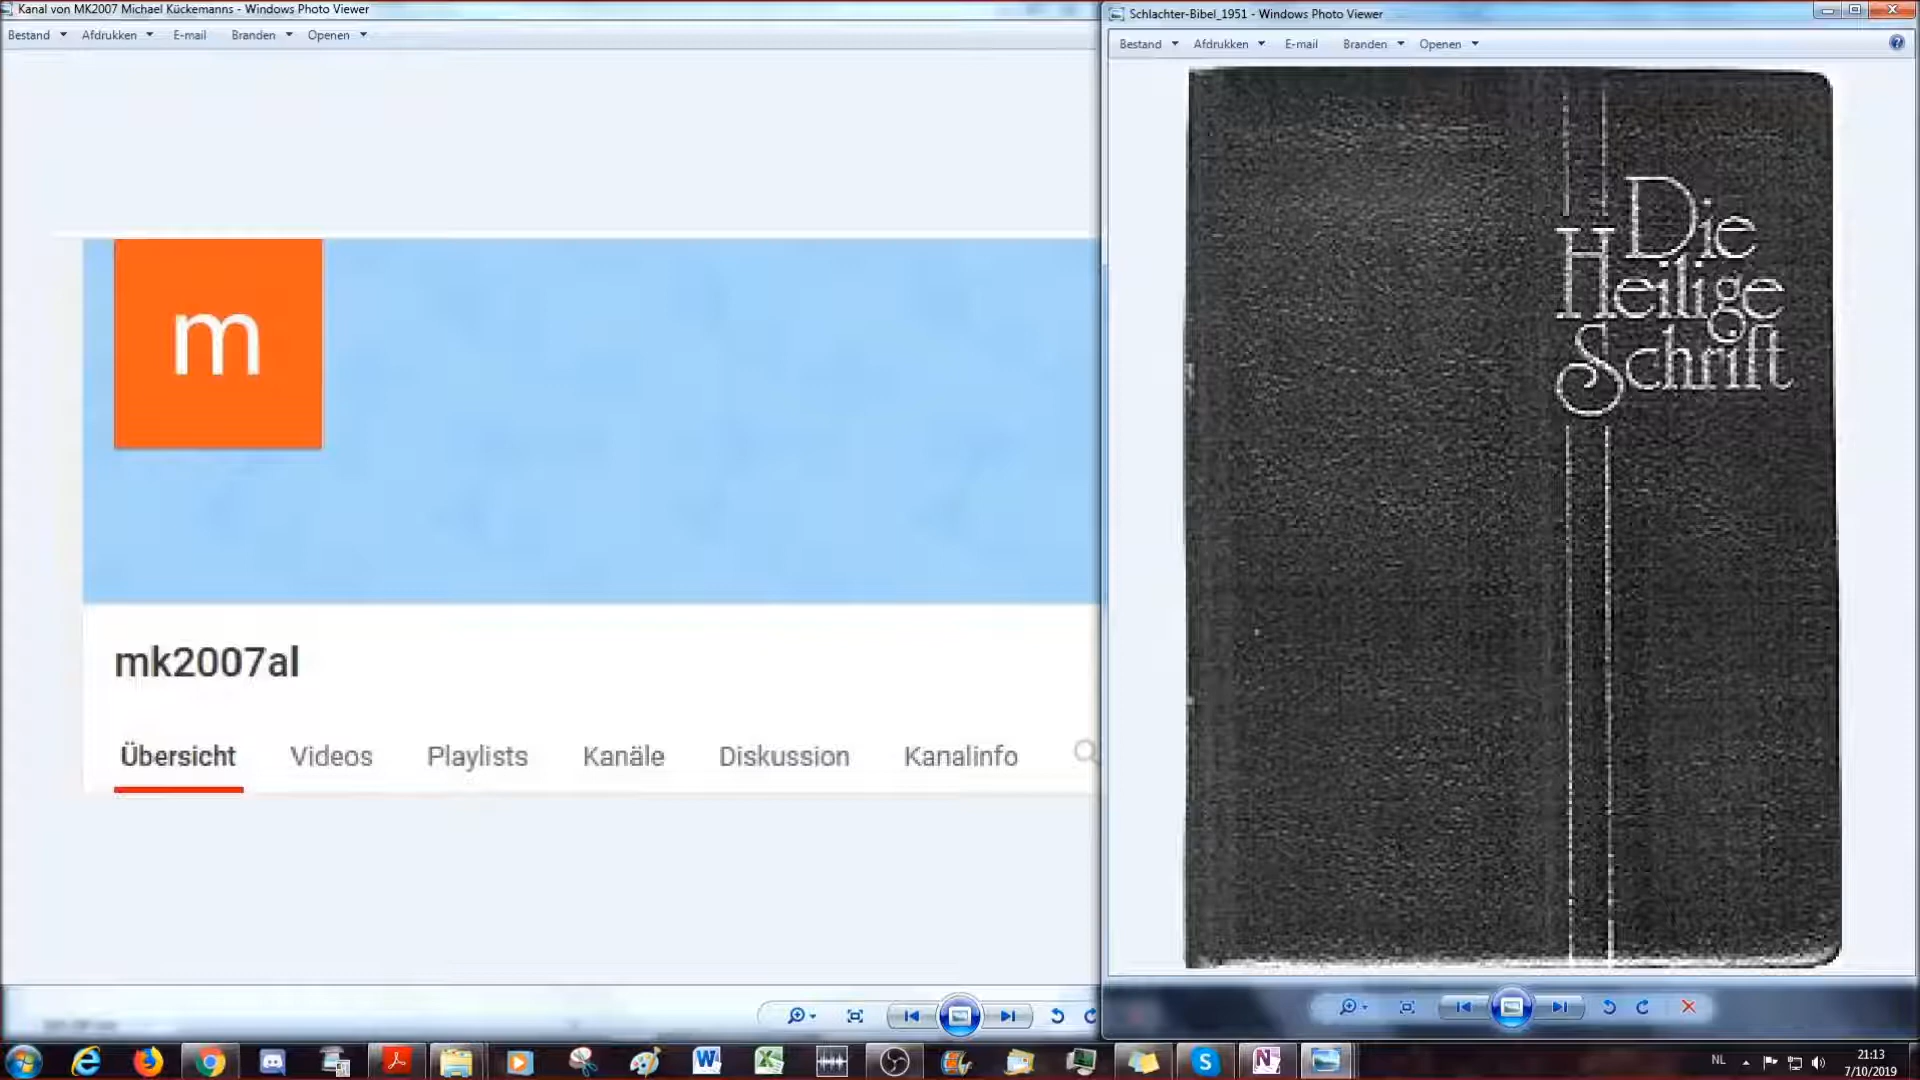 Kanal von MK2007 Michael Kückemanns - Windows Photo Viewer
Bestand Afdrukken E-mail Branden Openen
m
mk2007al
Übersicht Videos Playlists Kanäle Diskussion Kanalinfo
Schlachter-Bibel_1951 - Windows Photo Viewer
Bestand Afdrukken E-mail Branden Openen
Die
Heilige
Schrift
NL
21:13
7/10/2019